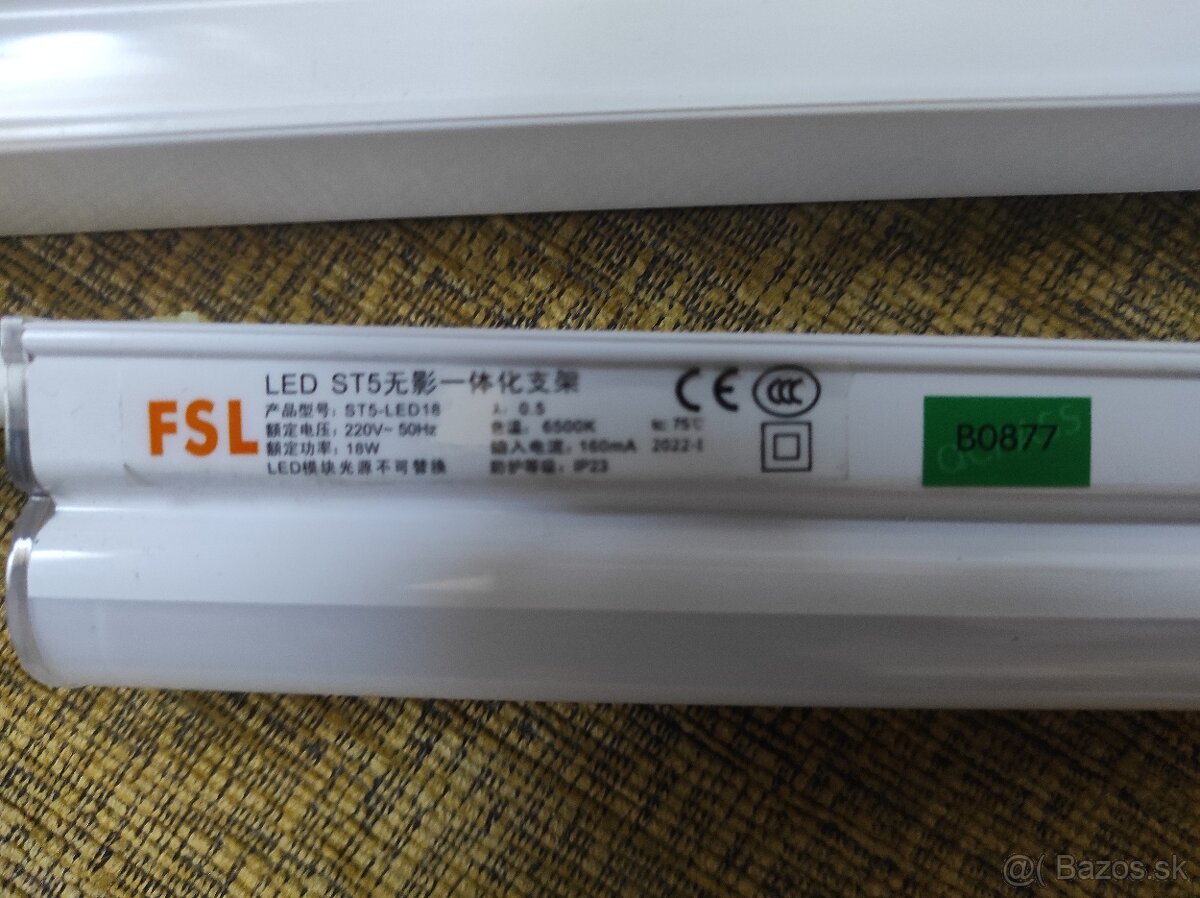 FSL
LED ST5无影一体化支架
产品型号: ST5-LED18
额定电压: 220V~ 50Hz
额定功率: 18W
LED模块光源不可替换
λ: 0.5
色温: 6500K
输入电流: 160mA
防护等级: IP23
tc: 75℃
2022-I
CE
CCC
B0877
@( Bazos.sk